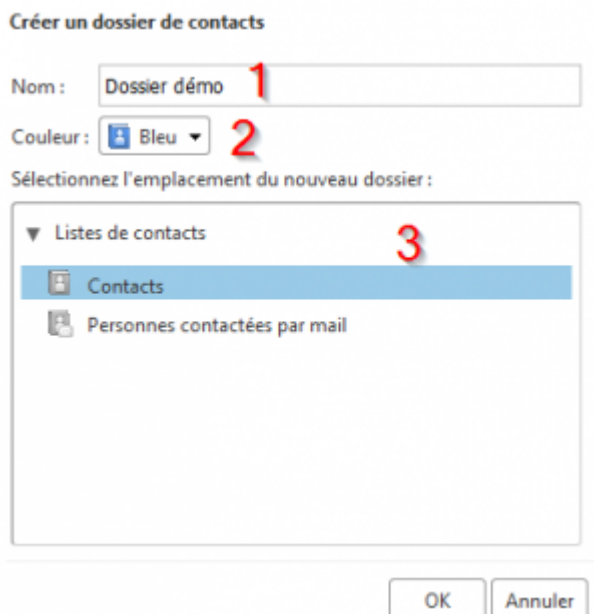 Créer un dossier de contacts
Nom : Dossier démo 1
Couleur : Bleu 2
Sélectionnez l'emplacement du nouveau dossier :
Listes de contacts 3
Contacts
Personnes contactées par mail
OK Annuler